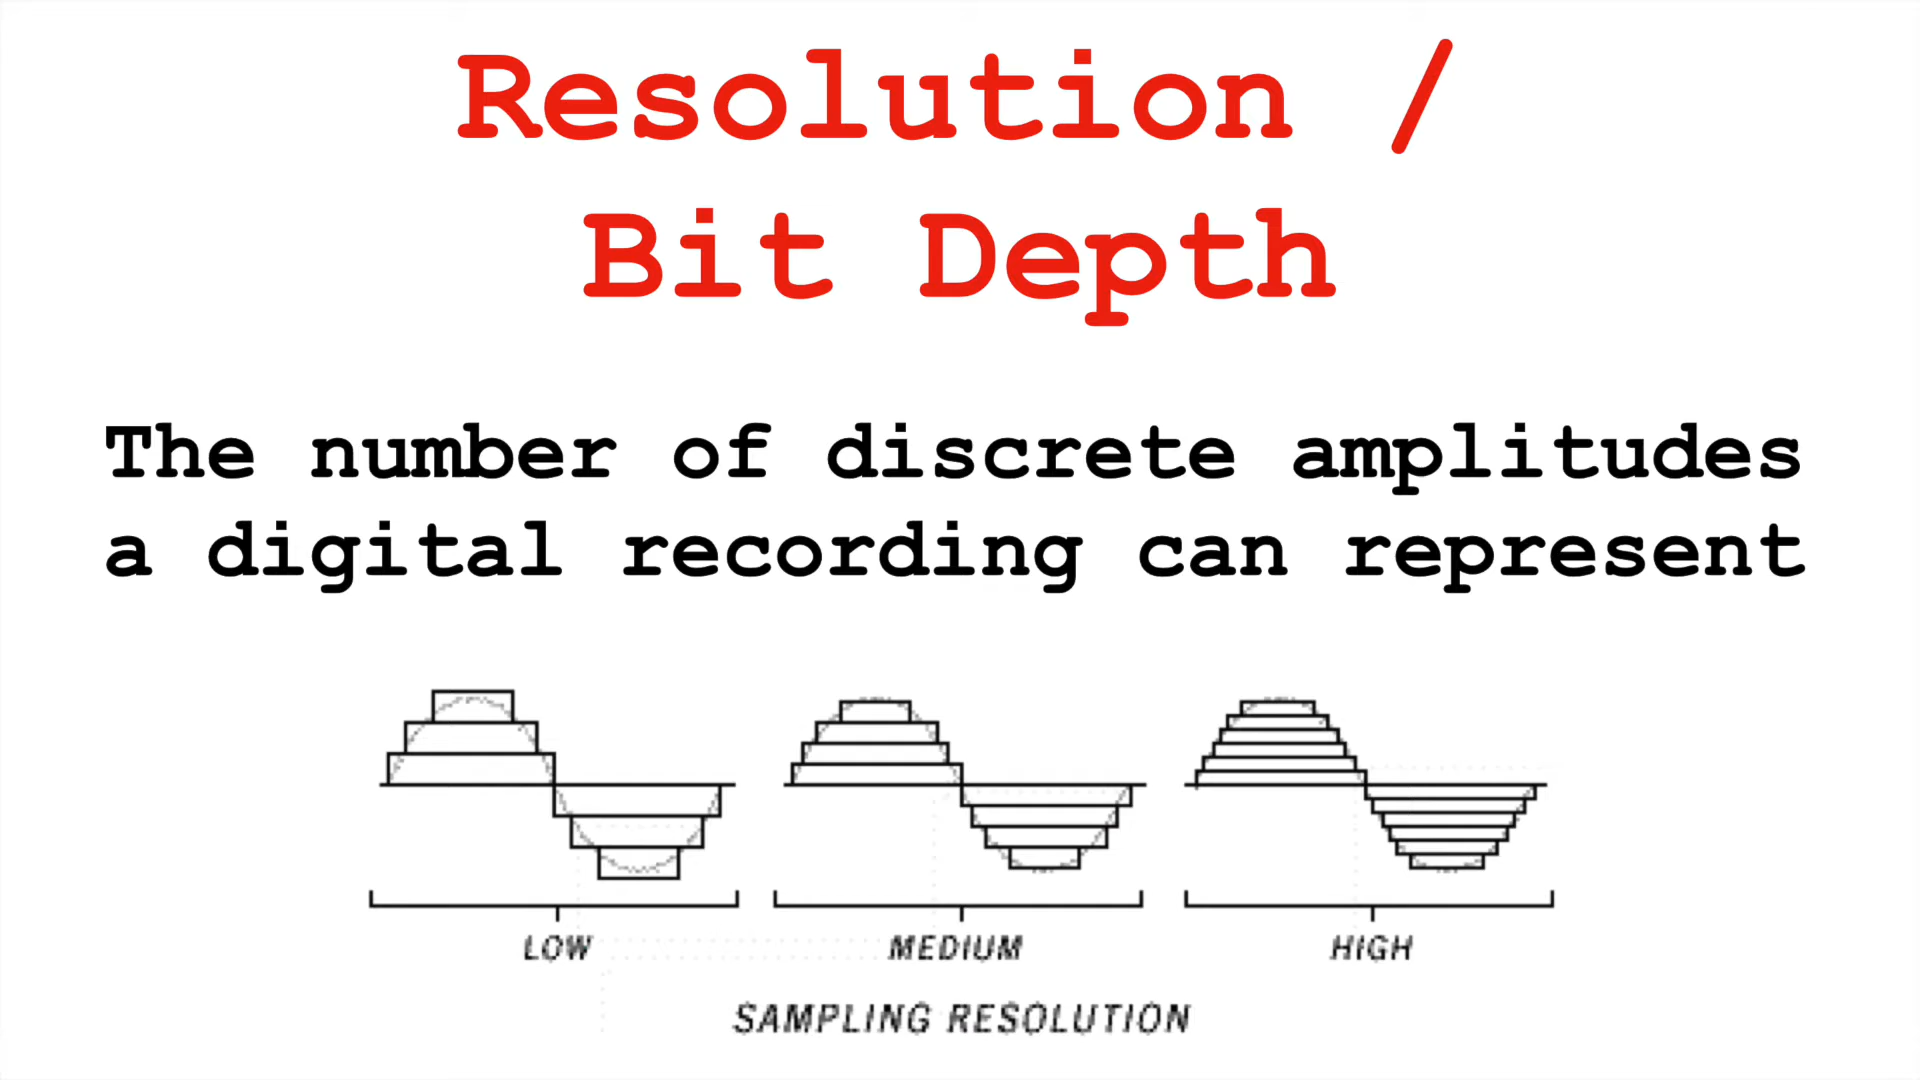 Resolution /
Bit Depth
The number of discrete amplitudes
a digital recording can represent
LOW MEDIUM HIGH
SAMPLING RESOLUTION